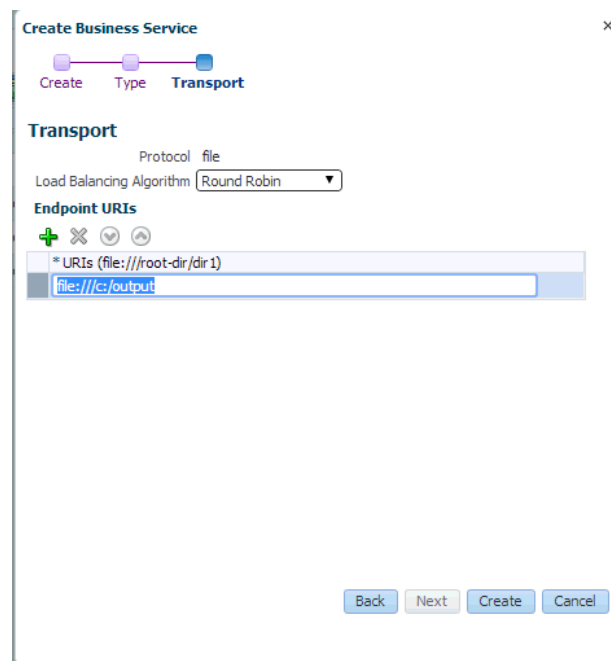 Create Business Service
Create Type Transport
Transport
Protocol file
Load Balancing Algorithm Round Robin
Endpoint URIs
* URIs (file:///root-dir/dir1)
file:///c:/output
Back Next Create Cancel